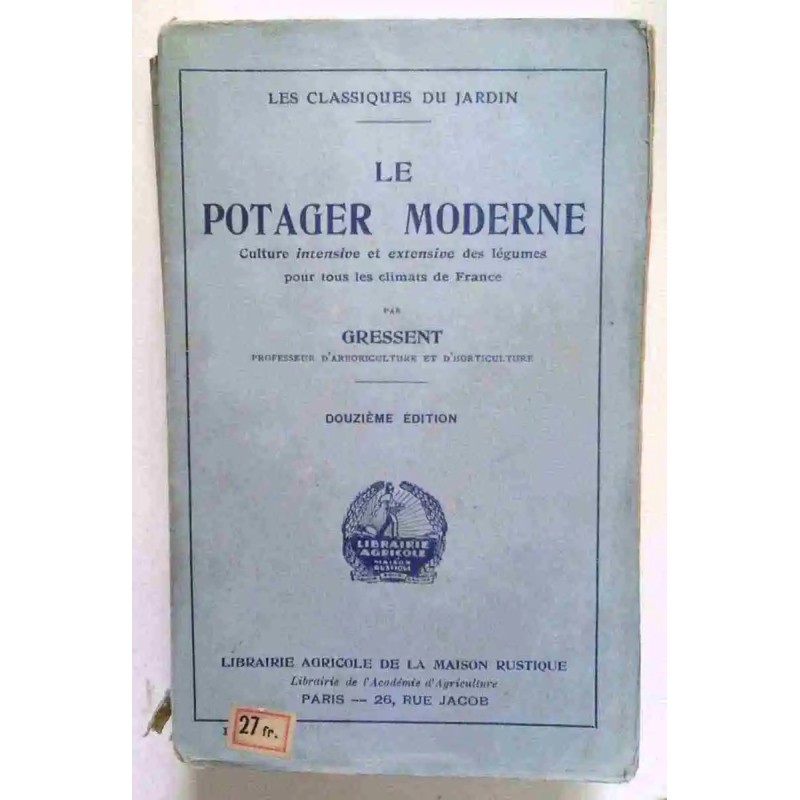 LES CLASSIQUES DU JARDIN
LE
POTAGER MODERNE
Culture intensive et extensive des légumes
pour tous les climats de France
PAR
GRESSENT
PROFESSEUR D'ARBORICULTURE ET D'HORTICULTURE
DOUZIÈME ÉDITION
LIBRAIRIE
AGRICOLE
MAISON
RUSTIQUE
LIBRAIRIE AGRICOLE DE LA MAISON RUSTIQUE
Librairie de l'Académie d'Agriculture
PARIS — 26, RUE JACOB
27 fr.